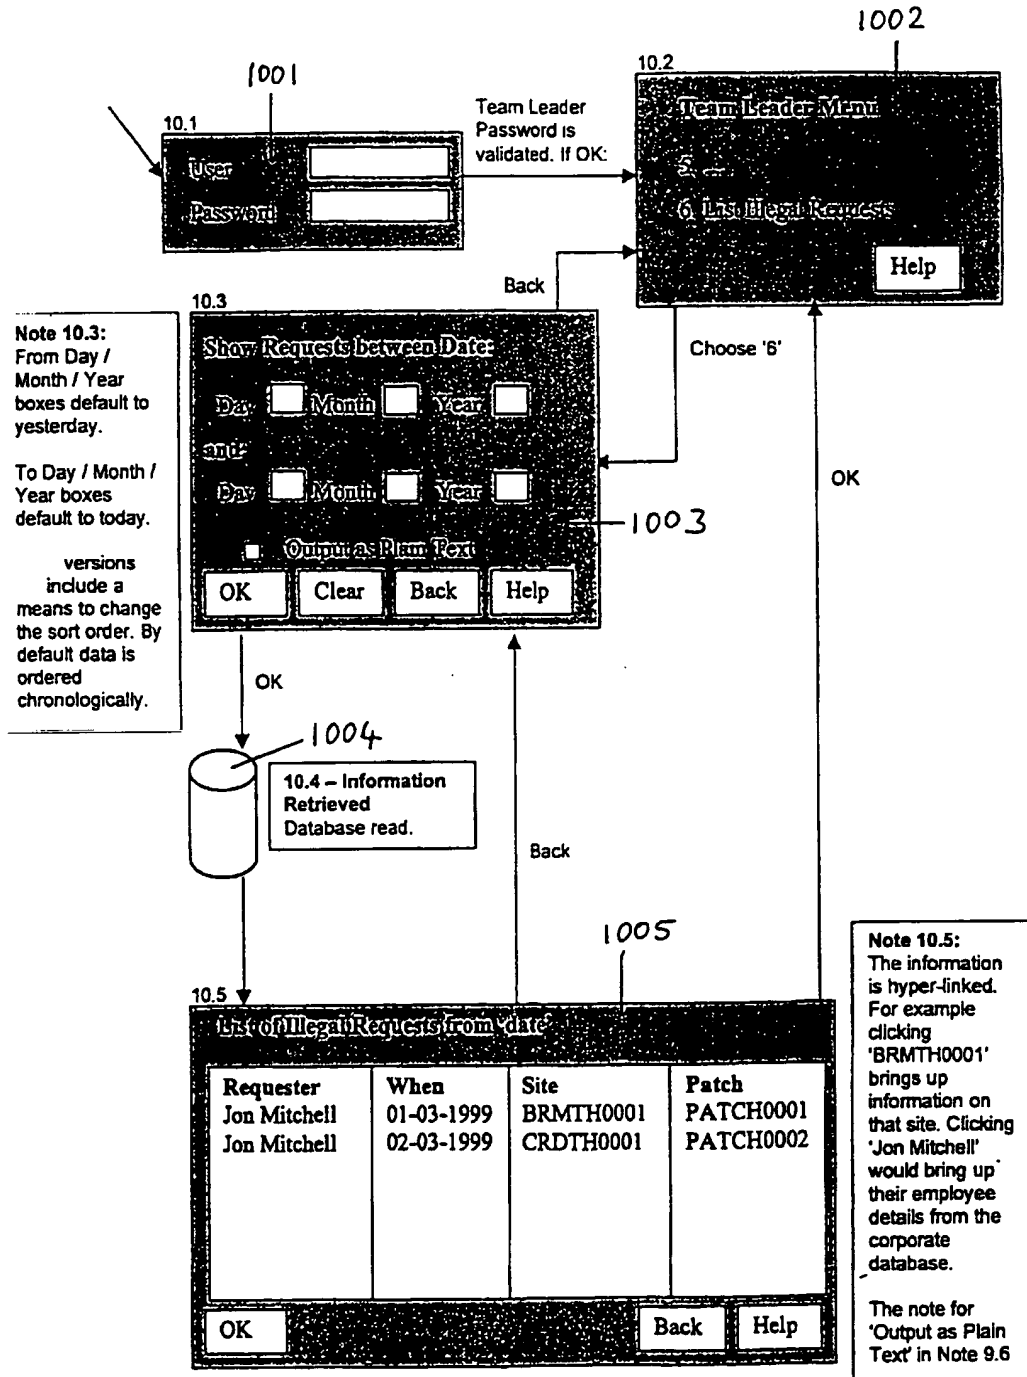 1002
10.2
Team Leader Menu
5. ...
6. List Illegal Requests
Help
1001
10.1
User
Password
Team Leader
Password is
validated. If OK:
Back
Choose '6'
OK
10.3
Show Requests between Date:
Day Month Year
and:
Day Month Year
Output as Plain Text
OK Clear Back Help
1003
Note 10.3:
From Day /
Month / Year
boxes default to
yesterday.
To Day / Month /
Year boxes
default to today.
versions
include a
means to change
the sort order. By
default data is
ordered
chronologically.
OK
1004
10.4 – Information
Retrieved
Database read.
Back
1005
10.5
List of Illegal Requests from 'date'
Requester When Site Patch
Jon Mitchell 01-03-1999 BRMTH0001 PATCH0001
Jon Mitchell 02-03-1999 CRDTH0001 PATCH0002
OK Back Help
Note 10.5:
The information
is hyper-linked.
For example
clicking
'BRMTH0001'
brings up
information on
that site. Clicking
'Jon Mitchell'
would bring up
their employee
details from the
corporate
database.
The note for
'Output as Plain
Text' in Note 9.6